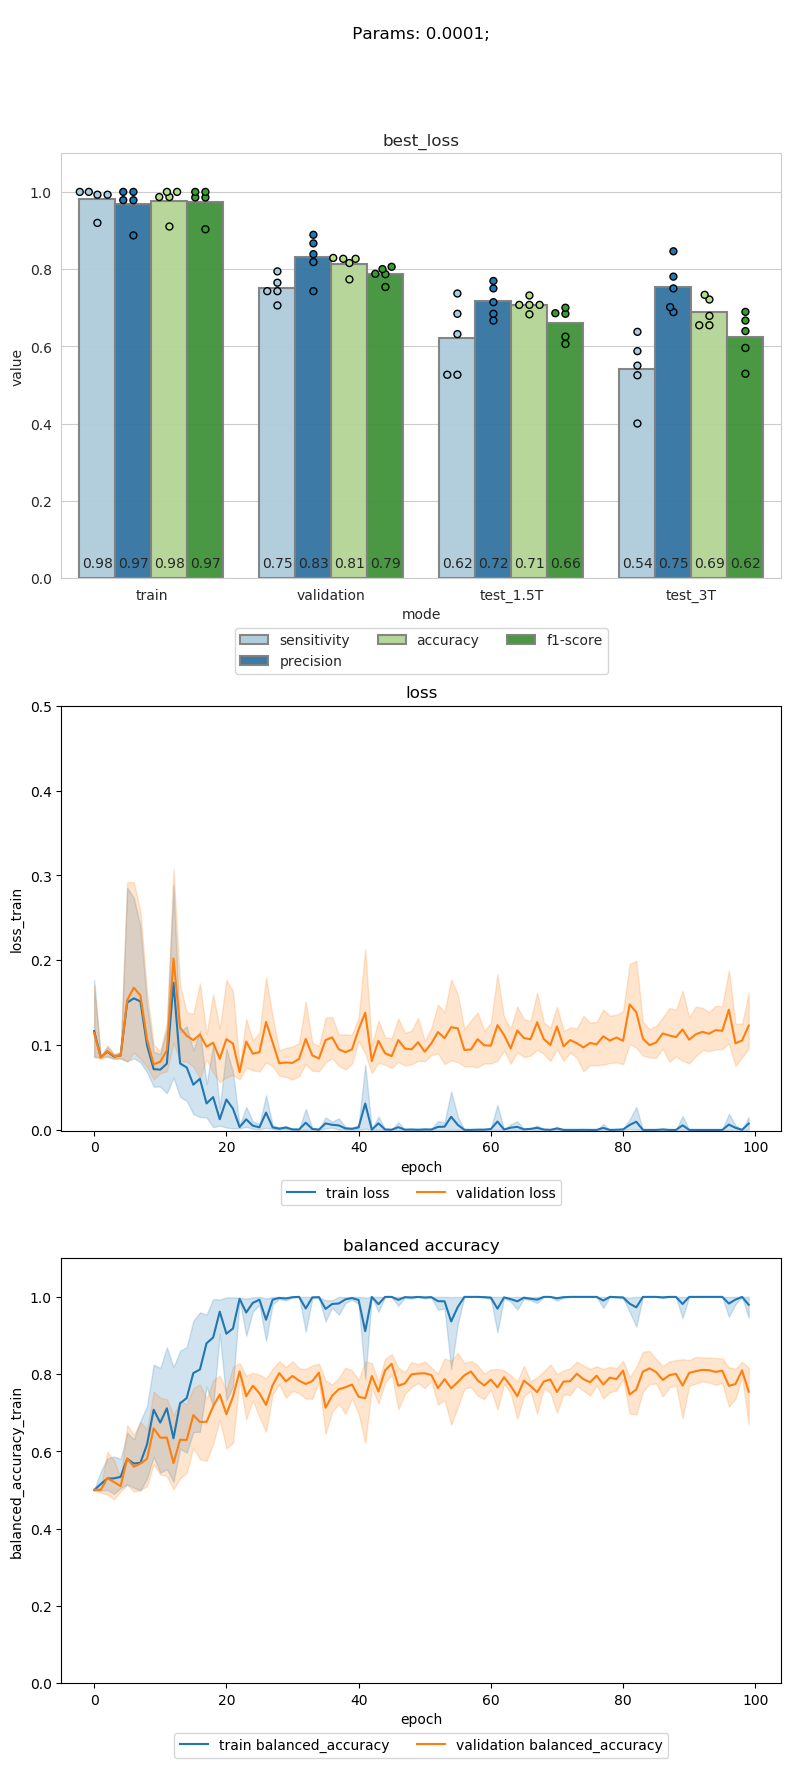 Params: 0.0001;
best_loss
1.0
0.8
0.6
0.4
0.2
0.0
value
0.98 0.97 0.98 0.97 0.75 0.83 0.81 0.79 0.62 0.72 0.71 0.66 0.54 0.75 0.69 0.62
train validation test_1.5T test_3T
mode
sensitivity accuracy f1-score
precision
loss
0.5
0.4
0.3
0.2
0.1
0.0
loss_train
0 20 40 60 80 100
epoch
train loss validation loss
balanced accuracy
1.0
0.8
0.6
0.4
0.2
0.0
balanced_accuracy_train
0 20 40 60 80 100
epoch
train balanced_accuracy validation balanced_accuracy